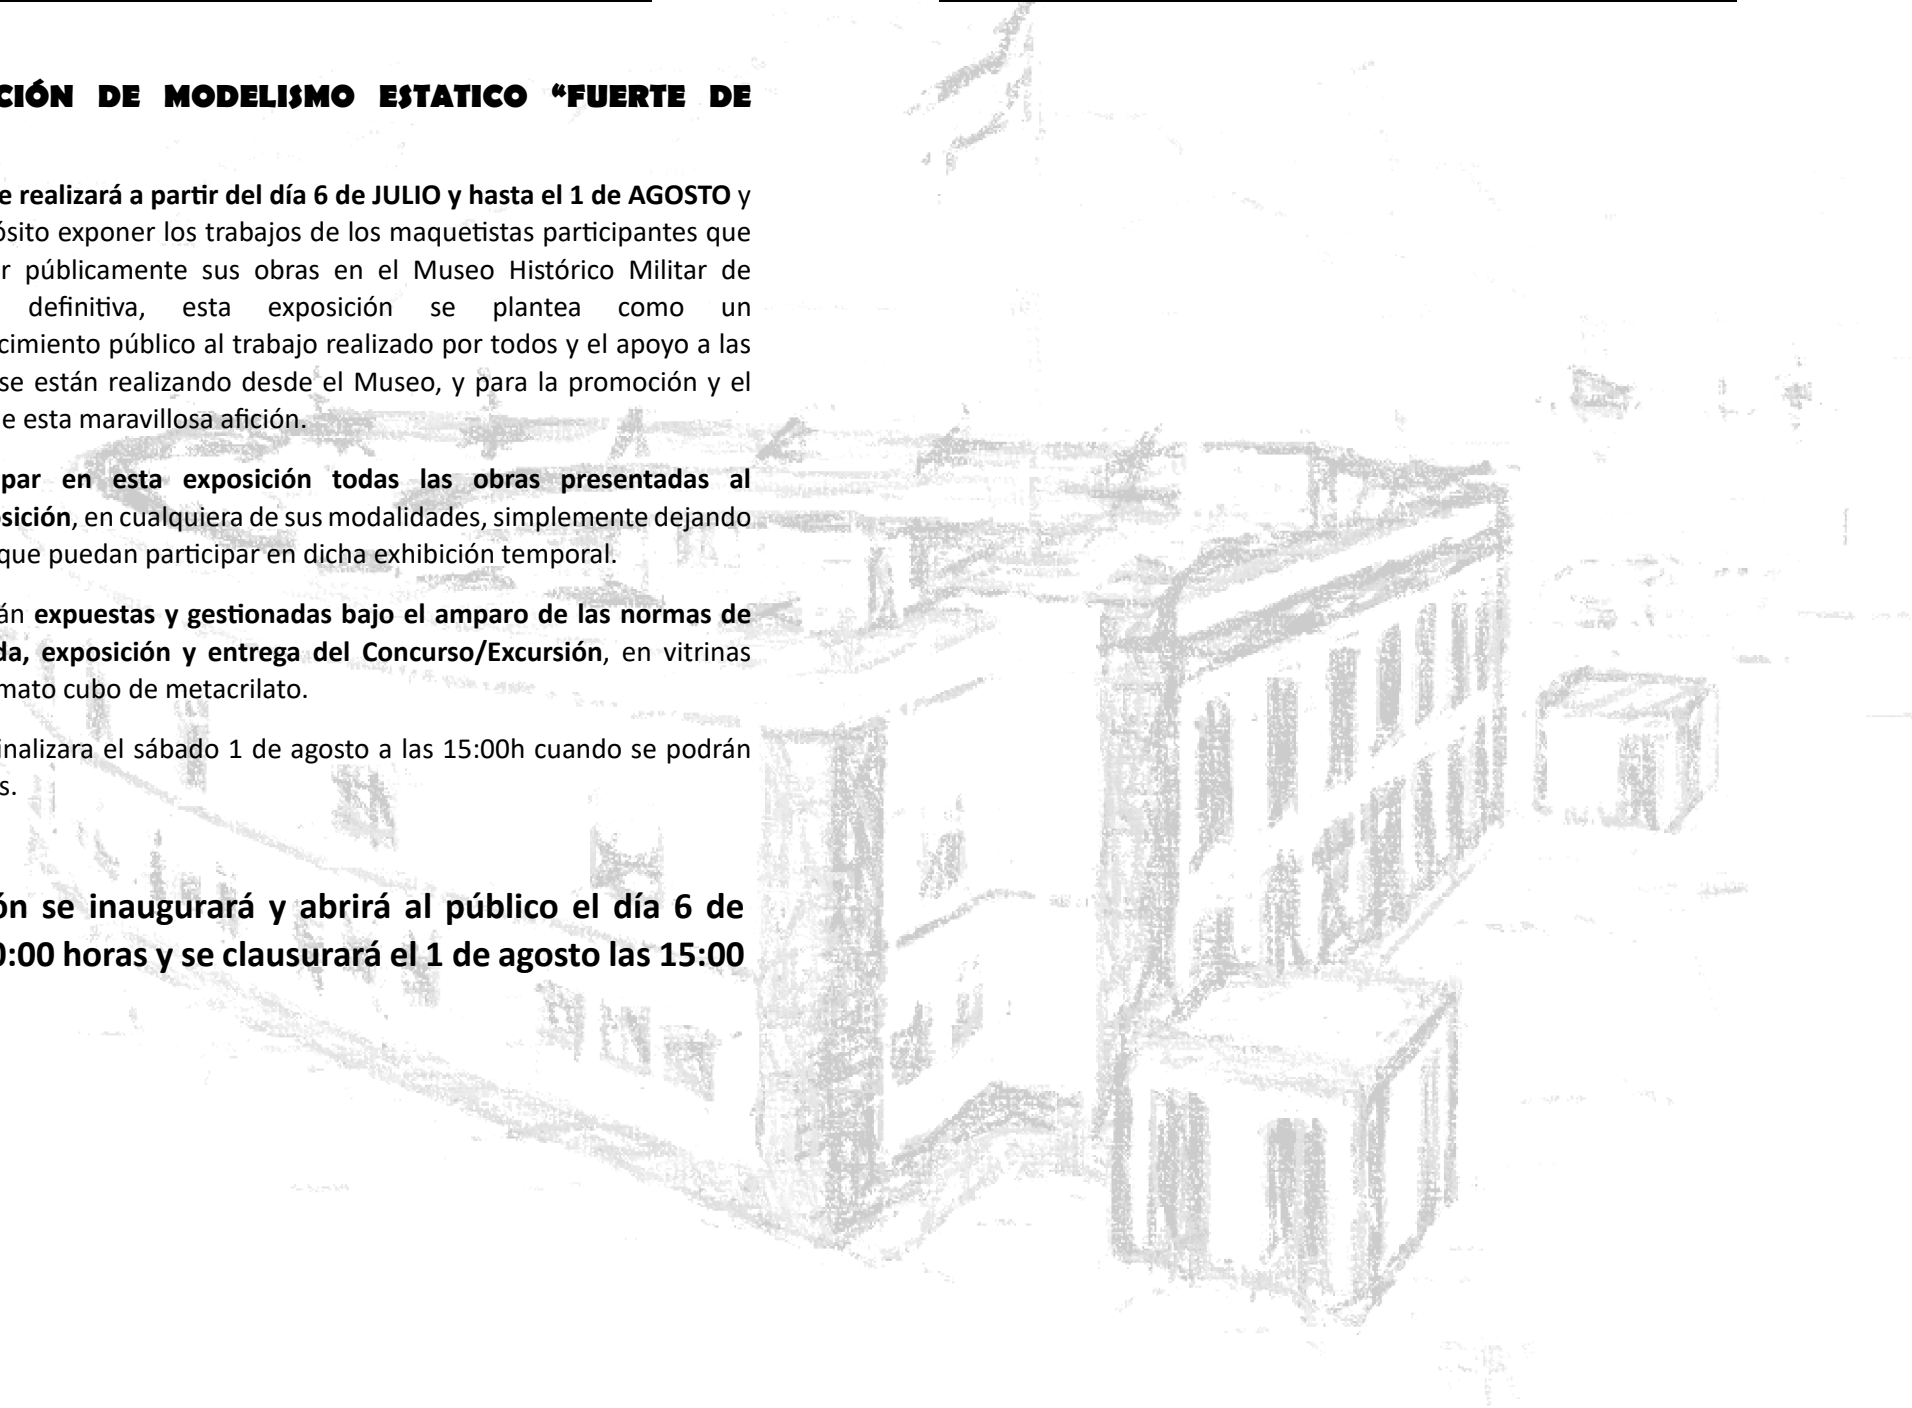 CIÓN DE MODELISMO ESTATICO “FUERTE DE
e realizará a partir del día 6 de JULIO y hasta el 1 de AGOSTO y
ósito exponer los trabajos de los maquetistas participantes que
r públicamente sus obras en el Museo Histórico Militar de
definitiva, esta exposición se plantea como un
cimiento público al trabajo realizado por todos y el apoyo a las
se están realizando desde el Museo, y para la promoción y el
e esta maravillosa afición.
par en esta exposición todas las obras presentadas al
sición, en cualquiera de sus modalidades, simplemente dejando
que puedan participar en dicha exhibición temporal.
án expuestas y gestionadas bajo el amparo de las normas de
da, exposición y entrega del Concurso/Excursión, en vitrinas
mato cubo de metacrilato.
inalizara el sábado 1 de agosto a las 15:00h cuando se podrán
s.
ón se inaugurará y abrirá al público el día 6 de
0:00 horas y se clausurará el 1 de agosto las 15:00